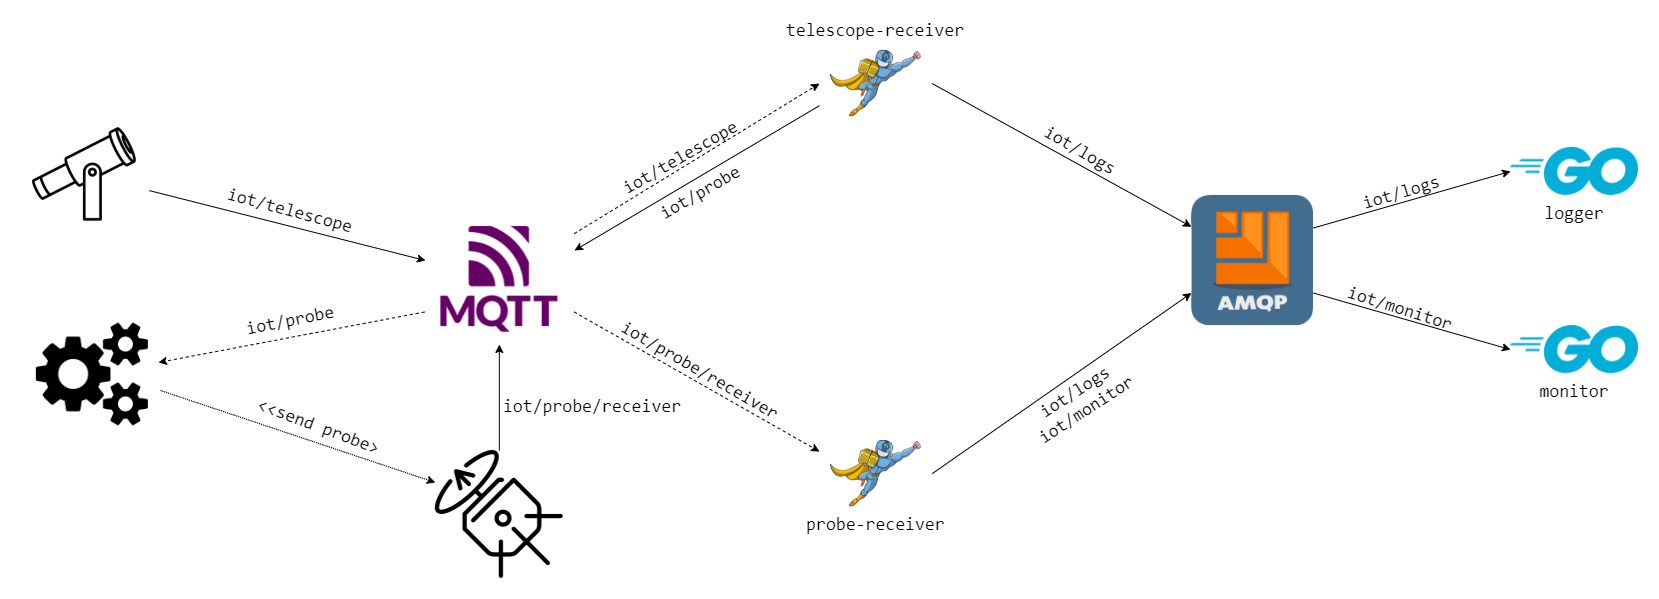 telescope-receiver
iot/telescope
iot/telescope
iot/probe
iot/logs
iot/logs
GO
logger
MQTT
AMQP
iot/probe
iot/probe/receiver
iot/monitor
GO
monitor
<<send probe>
iot/probe/receiver
iot/logs
iot/monitor
probe-receiver